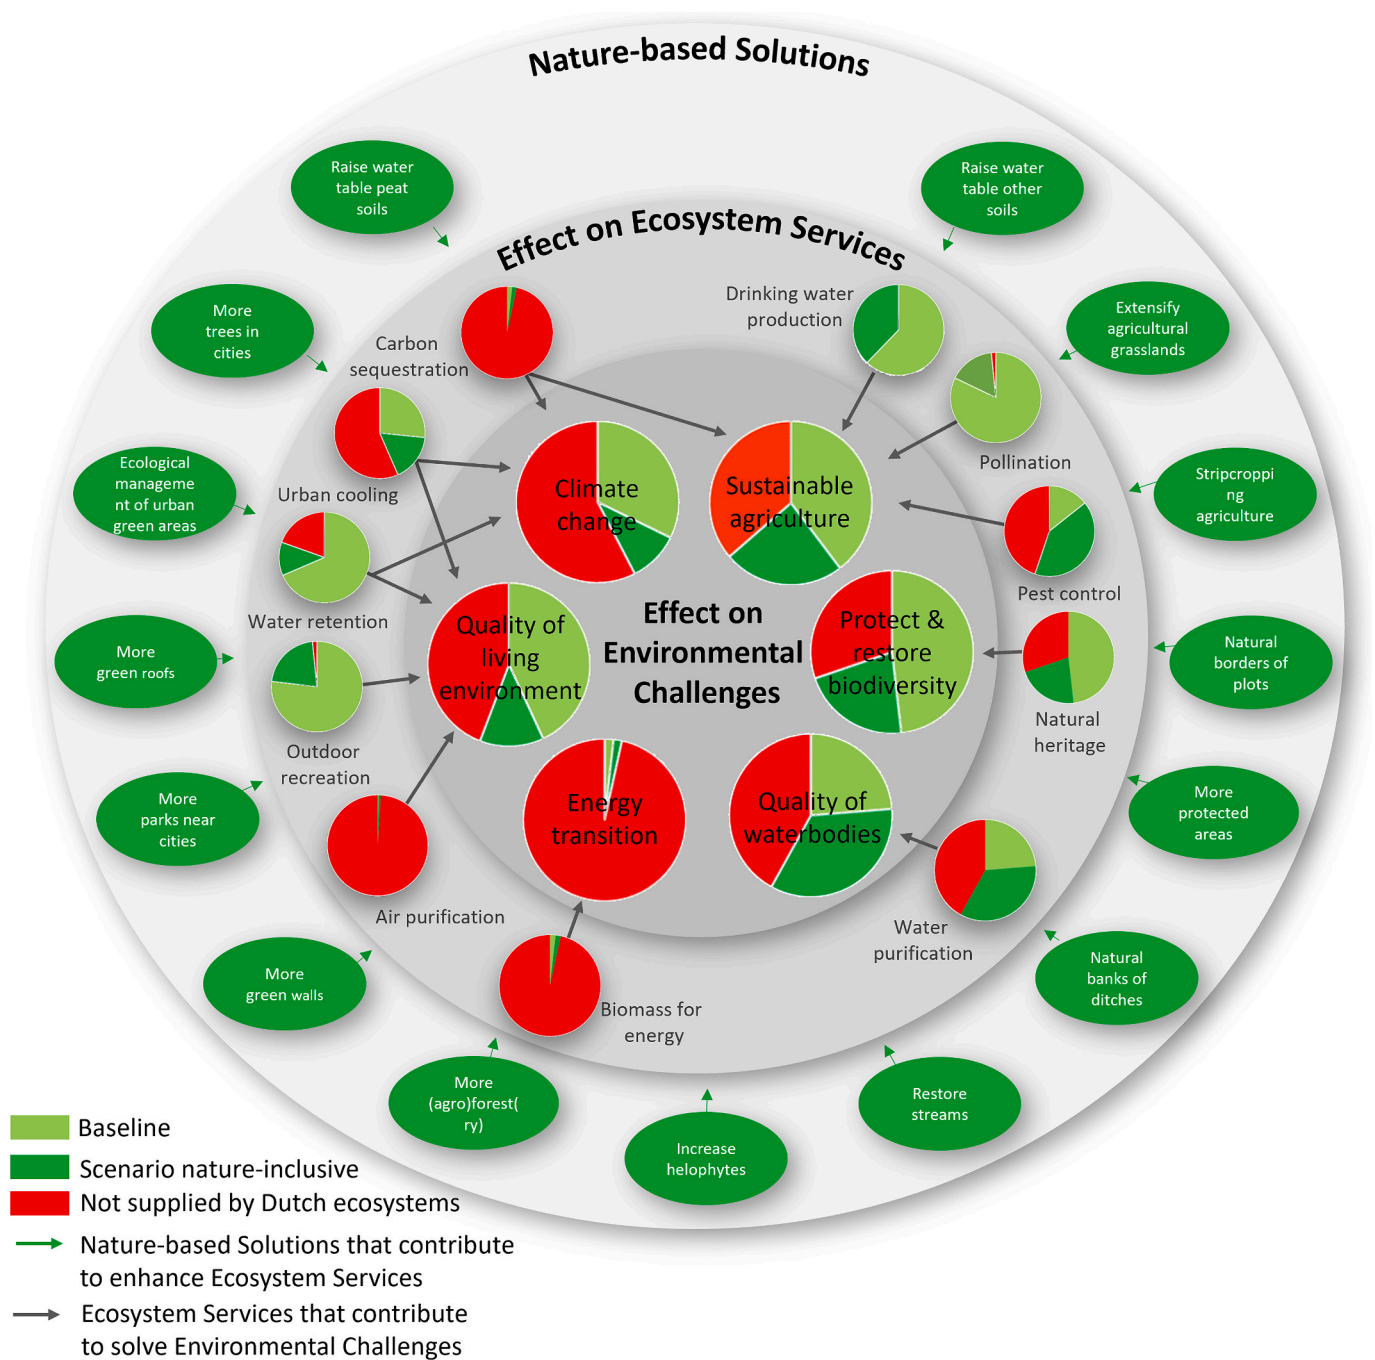 Nature-based Solutions
Raise water
table peat
soils
Raise water
table other
soils
Effect on Ecosystem Services
More
trees in
cities
Extensify
agricultural
grasslands
Drinking water
production
Carbon
sequestration
Pollination
Urban cooling
Ecological
manageme
nt of urban
green areas
Stripcroppi
ng
agriculture
Climate
change
Sustainable
agriculture
Pest control
Water retention
More
green roofs
Natural
borders of
plots
Quality of
living
environment
Effect on
Environmental
Challenges
Protect &
restore
biodiversity
Natural
heritage
Outdoor
recreation
More
parks near
cities
More
protected
areas
Energy
transition
Quality of
waterbodies
Air purification
Water
purification
More
green walls
Natural
banks of
ditches
Biomass for
energy
More
(agro)forest(
ry)
Restore
streams
Increase
helophytes
Baseline
Scenario nature-inclusive
Not supplied by Dutch ecosystems
Nature-based Solutions that contribute
to enhance Ecosystem Services
Ecosystem Services that contribute
to solve Environmental Challenges